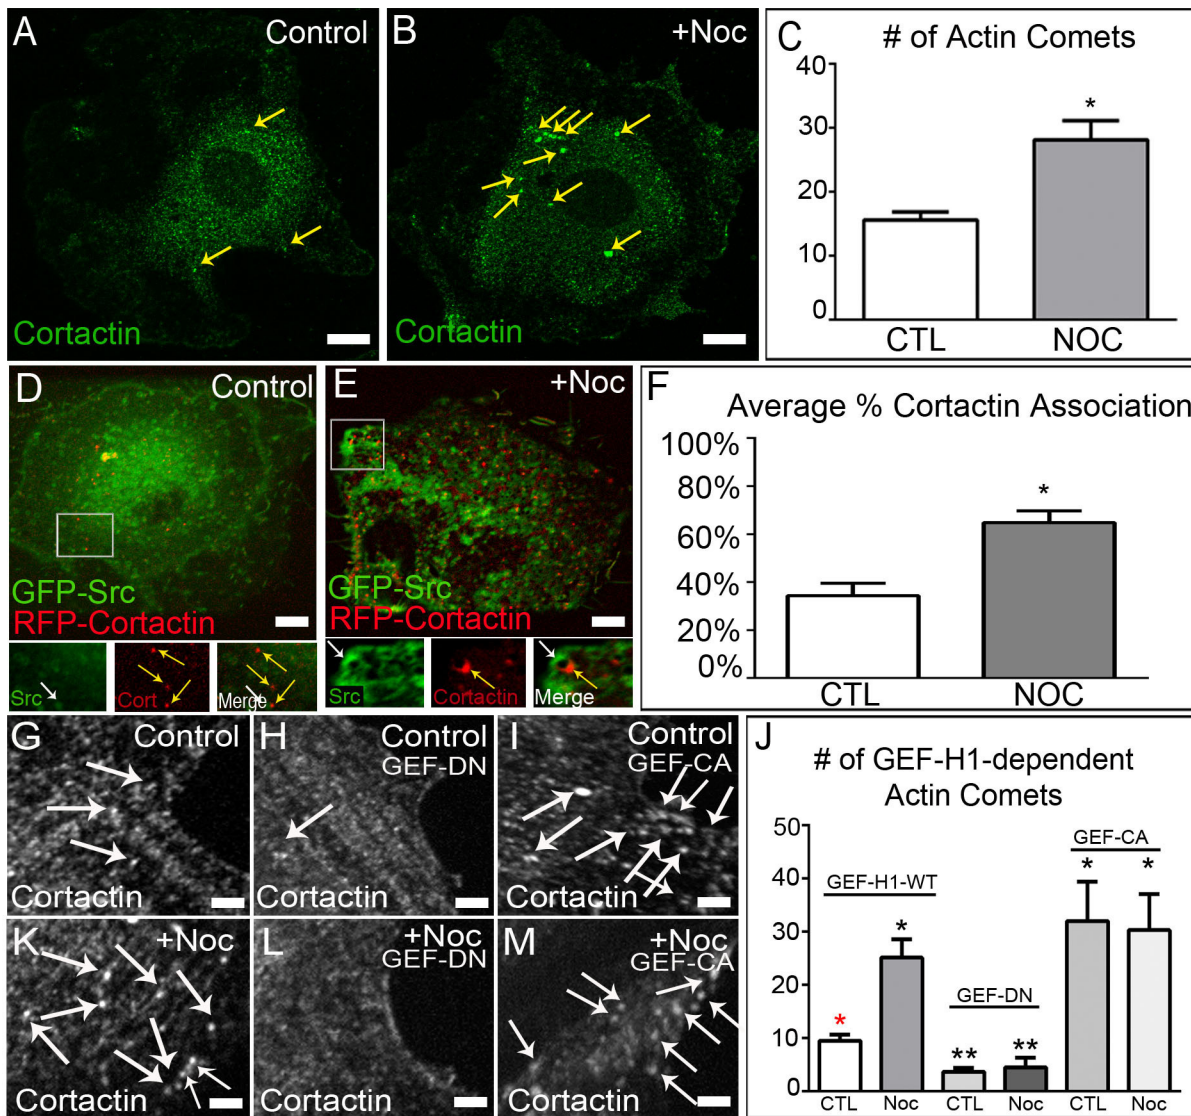 A
Control
Cortactin
B
+Noc
Cortactin
C
# of Actin Comets
40
30
20
10
0
*
CTL
NOC
D
Control
GFP-Src
RFP-Cortactin
Src
Cort
Merge
E
+Noc
GFP-Src
RFP-Cortactin
Src
Cortactin
Merge
F
Average % Cortactin Association
100%
80%
60%
40%
20%
0%
*
CTL
NOC
G
Control
Cortactin
H
Control
GEF-DN
Cortactin
I
Control
GEF-CA
Cortactin
J
# of GEF-H1-dependent
Actin Comets
50
40
30
20
10
0
GEF-H1-WT
GEF-DN
GEF-CA
*
*
**
**
*
*
CTL
Noc
CTL
Noc
CTL
Noc
K
+Noc
Cortactin
L
+Noc
GEF-DN
Cortactin
M
+Noc
GEF-CA
Cortactin